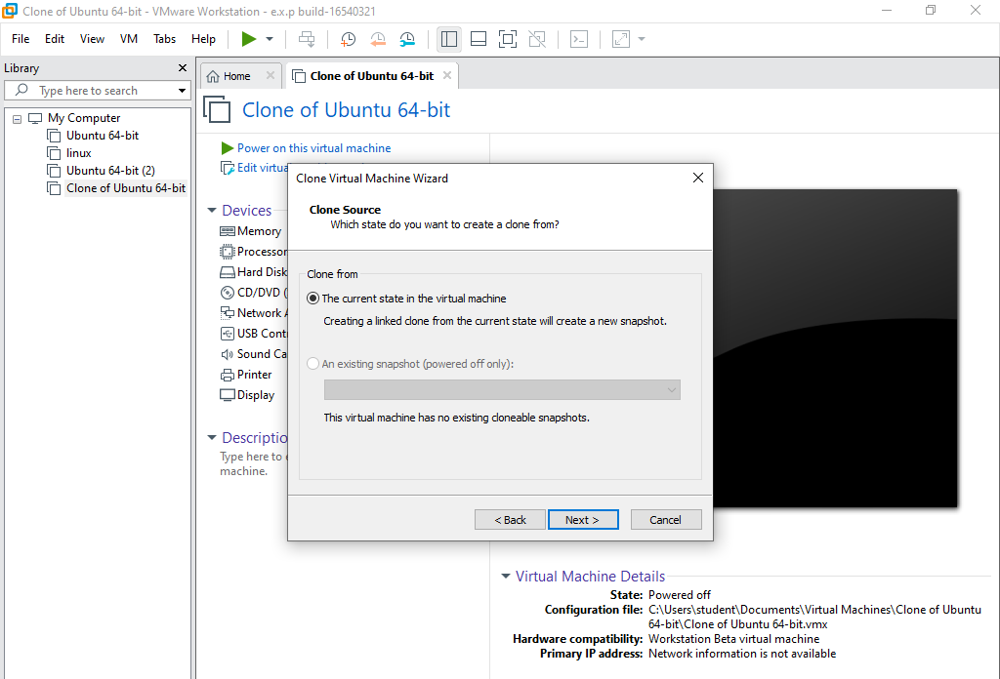 Clone of Ubuntu 64-bit - VMware Workstation - e.x.p build-16540321
File Edit View VM Tabs Help
Library
Type here to search
My Computer
Ubuntu 64-bit
linux
Ubuntu 64-bit (2)
Clone of Ubuntu 64-bit
Home
Clone of Ubuntu 64-bit
Clone of Ubuntu 64-bit
Power on this virtual machine
Edit virtua
Devices
Memory
Processor
Hard Disk
CD/DVD (
Network A
USB Cont
Sound Ca
Printer
Display
Descriptio
Type here to e
machine.
Clone Virtual Machine Wizard
Clone Source
Which state do you want to create a clone from?
Clone from
The current state in the virtual machine
Creating a linked clone from the current state will create a new snapshot.
An existing snapshot (powered off only):
This virtual machine has no existing cloneable snapshots.
< Back Next > Cancel
Virtual Machine Details
State: Powered off
Configuration file: C:\Users\student\Documents\Virtual Machines\Clone of Ubuntu
64-bit\Clone of Ubuntu 64-bit.vmx
Hardware compatibility: Workstation Beta virtual machine
Primary IP address: Network information is not available